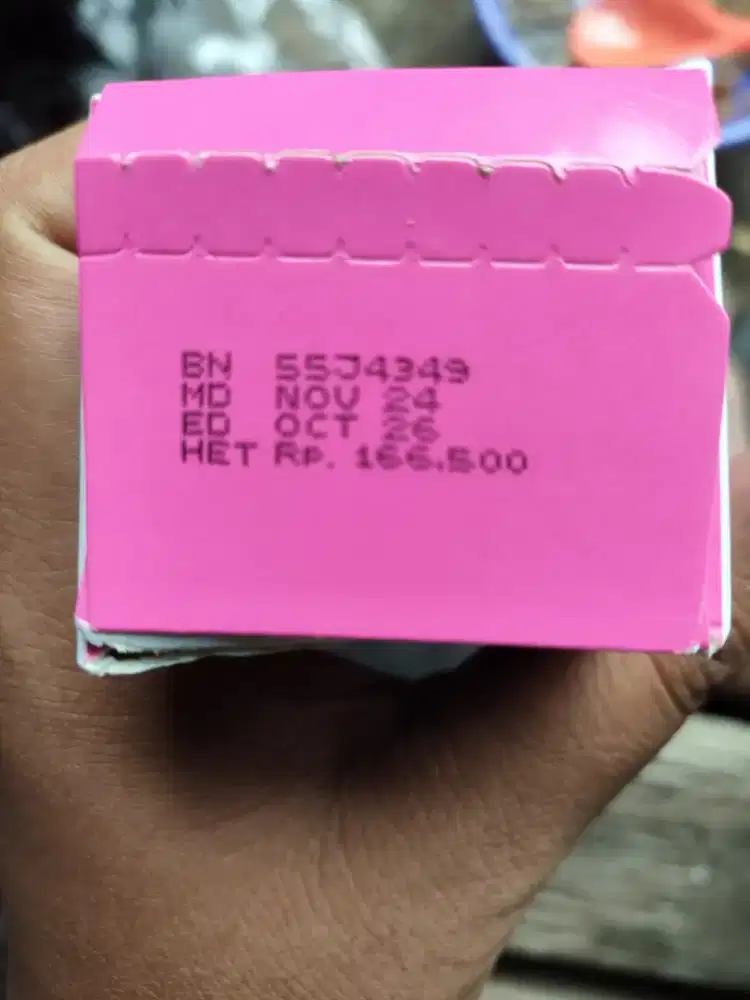 BN 55J4349
MD NOV 24
ED OCT 26
HET Rp. 166.500